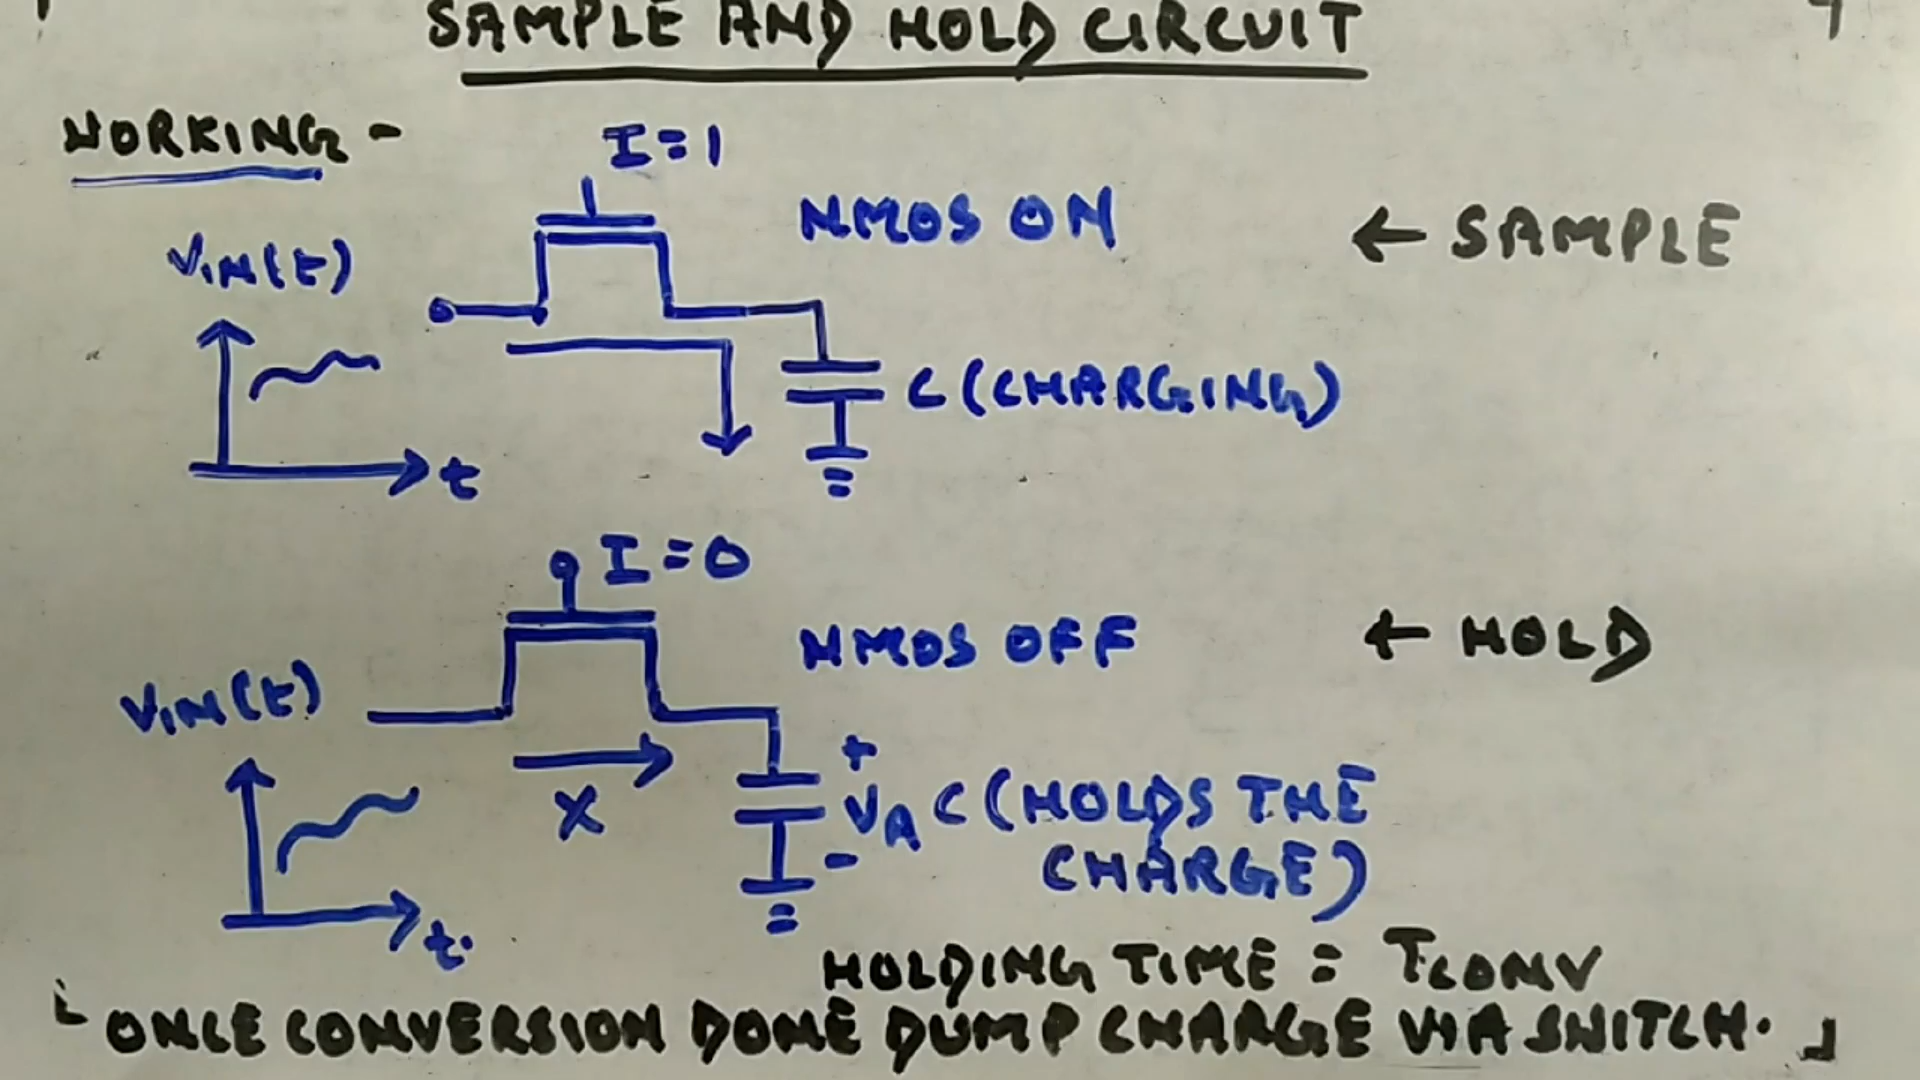 SAMPLE AND HOLD CIRCUIT
WORKING -
I=1
NMOS ON
← SAMPLE
VIN(t)
C (CHARGING)
t
I=0
NMOS OFF
← HOLD
VIN(t)
X
+
VA C (HOLDS THE
- CHARGE)
t.
HOLDING TIME = TCONV
ONCE CONVERSION DONE DUMP CHARGE VIA SWITCH.